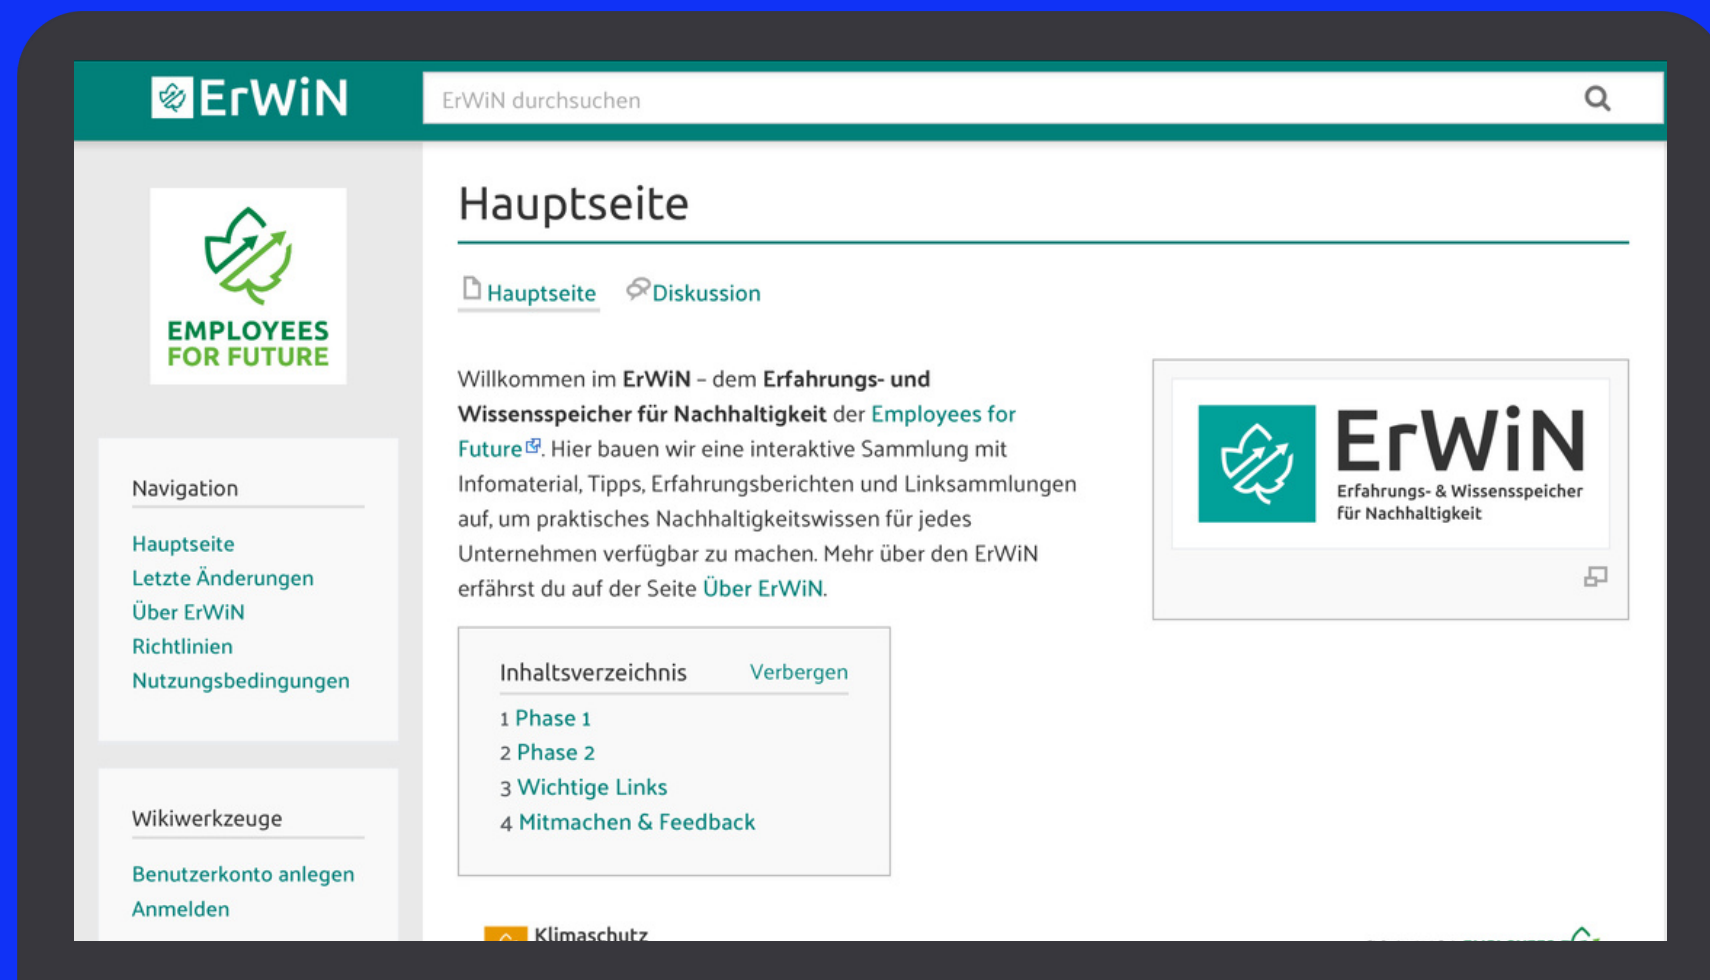 ErWiN
ErWiN durchsuchen
EMPLOYEES
FOR FUTURE
Navigation
Hauptseite
Letzte Änderungen
Über ErWiN
Richtlinien
Nutzungsbedingungen
Wikiwerkzeuge
Benutzerkonto anlegen
Anmelden
Hauptseite
Hauptseite Diskussion
Willkommen im ErWiN – dem Erfahrungs- und
Wissensspeicher für Nachhaltigkeit der Employees for
Future. Hier bauen wir eine interaktive Sammlung mit
Infomaterial, Tipps, Erfahrungsberichten und Linksammlungen
auf, um praktisches Nachhaltigkeitswissen für jedes
Unternehmen verfügbar zu machen. Mehr über den ErWiN
erfährst du auf der Seite Über ErWiN.
ErWiN
Erfahrungs- & Wissensspeicher
für Nachhaltigkeit
Inhaltsverzeichnis Verbergen
1 Phase 1
2 Phase 2
3 Wichtige Links
4 Mitmachen & Feedback
Klimaschutz